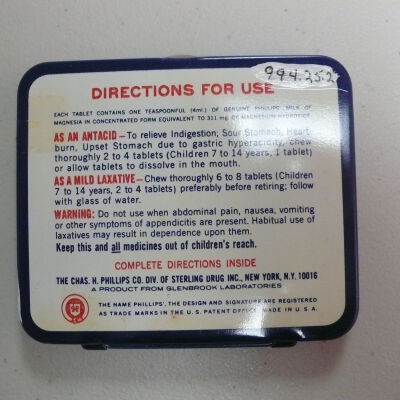 994.25.2
DIRECTIONS FOR USE
EACH TABLET CONTAINS ONE TEASPOONFUL (4ml.) OF GENUINE PHILLIPS' MILK OF
MAGNESIA IN CONCENTRATED FORM EQUIVALENT TO 311 mg. OF MAGNESIUM HYDROXIDE
AS AN ANTACID – To relieve Indigestion, Sour Stomach, Heart-
burn, Upset Stomach due to gastric hyperacidity, chew
thoroughly 2 to 4 tablets (Children 7 to 14 years, 1 tablet)
or allow tablets to dissolve in the mouth.
AS A MILD LAXATIVE – Chew thoroughly 6 to 8 tablets (Children
7 to 14 years, 2 to 4 tablets) preferably before retiring; follow
with glass of water.
WARNING: Do not use when abdominal pain, nausea, vomiting
or other symptoms of appendicitis are present. Habitual use of
laxatives may result in dependence upon them.
Keep this and all medicines out of children's reach.
COMPLETE DIRECTIONS INSIDE
THE CHAS. H. PHILLIPS CO. DIV. OF STERLING DRUG INC., NEW YORK, N.Y. 10016
A PRODUCT FROM GLENBROOK LABORATORIES
THE NAME PHILLIPS', THE DESIGN AND SIGNATURE ARE REGISTERED
AS TRADE MARKS IN THE U. S. PATENT OFFICE. MADE IN U. S. A.